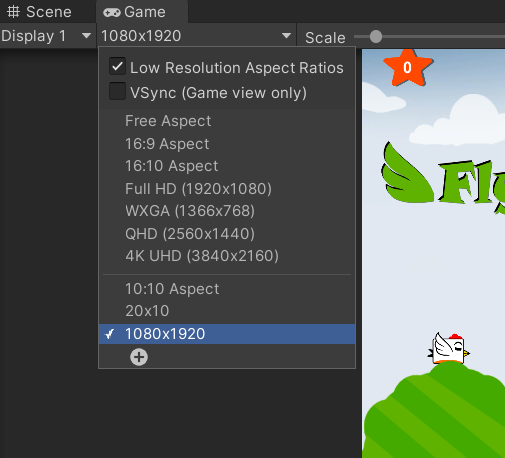 Scene
Game
Display 1
1080x1920
Scale
Low Resolution Aspect Ratios
VSync (Game view only)
Free Aspect
16:9 Aspect
16:10 Aspect
Full HD (1920x1080)
WXGA (1366x768)
QHD (2560x1440)
4K UHD (3840x2160)
10:10 Aspect
20x10
1080x1920
0